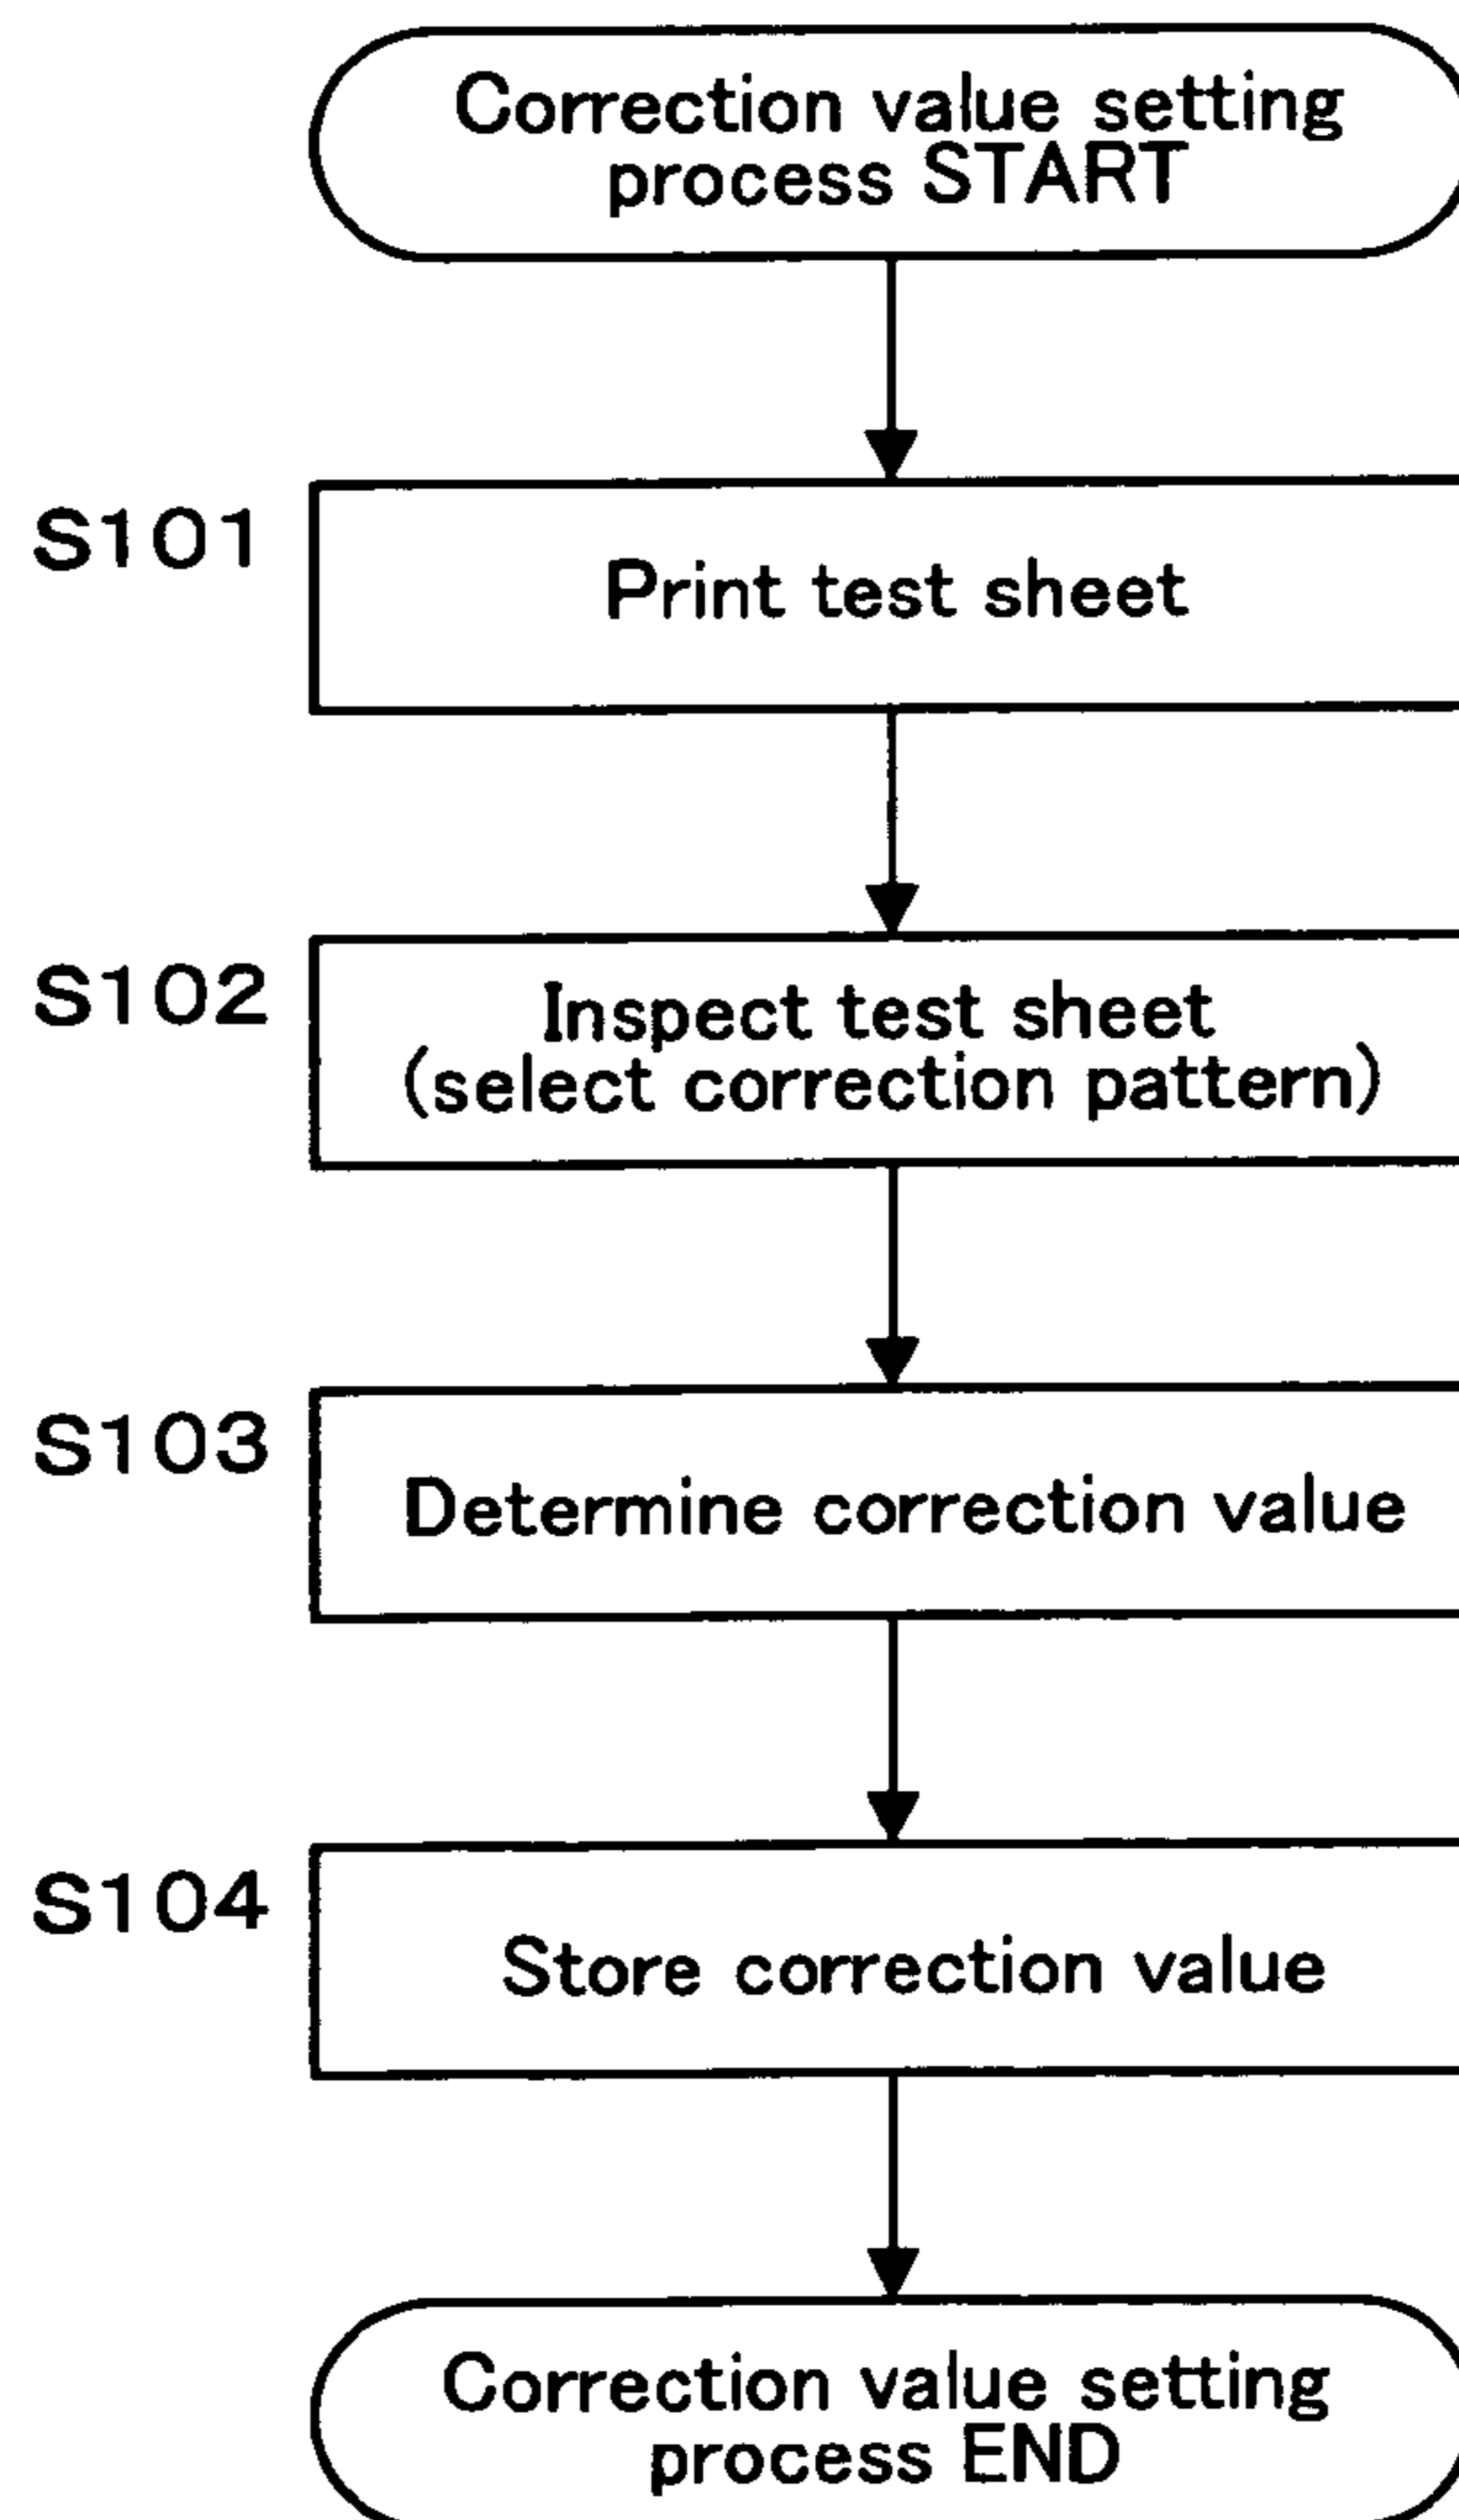 Correction value setting
process START
S101
Print test sheet
S102
Inspect test sheet
(select correction pattern)
S103
Determine correction value
S104
Store correction value
Correction value setting
process END